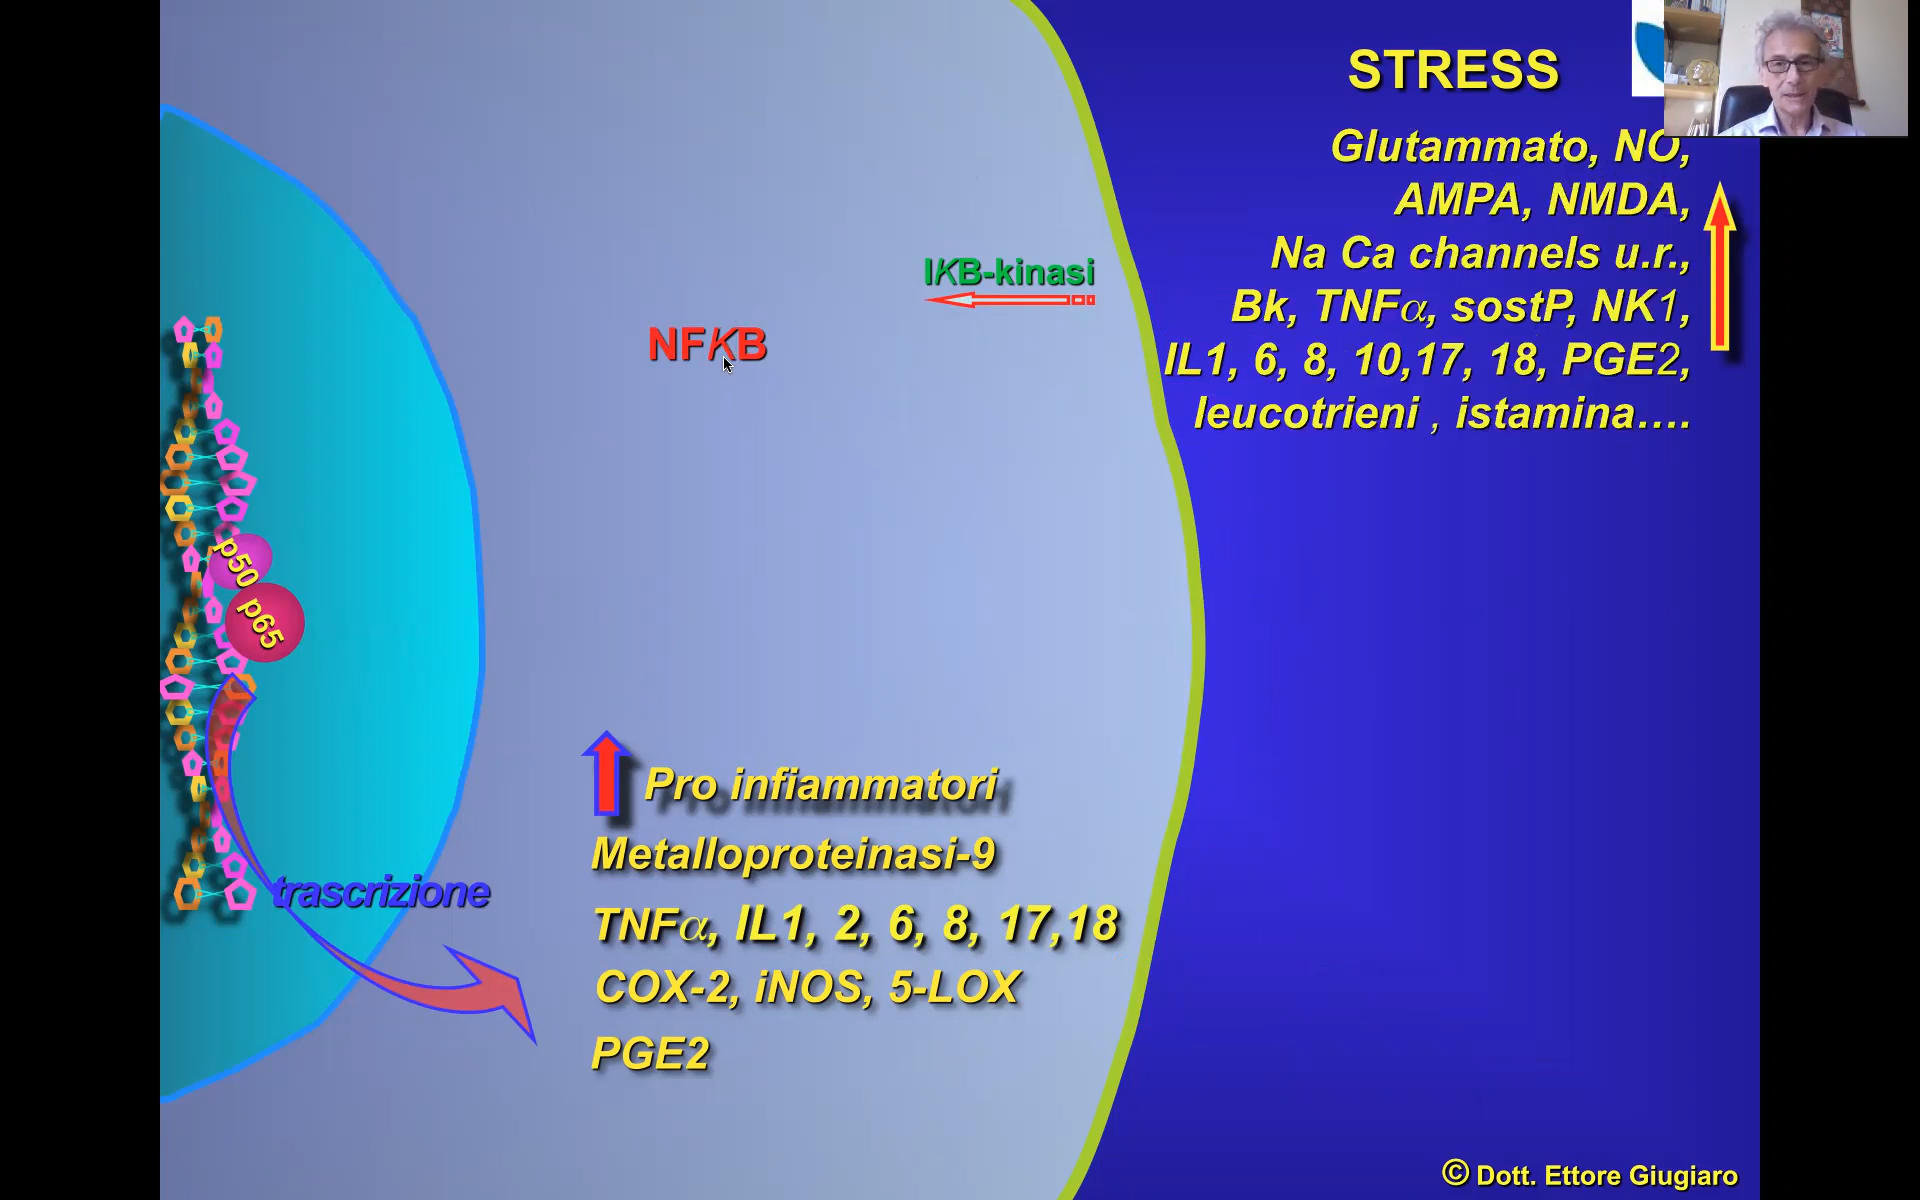 STRESS
Glutammato, NO,
AMPA, NMDA,
Na Ca channels u.r.,
Bk, TNFα, sostP, NK1,
IL1, 6, 8, 10,17, 18, PGE2,
leucotrieni , istamina....
IKB-kinasi
NFKB
p50
p65
trascrizione
Pro infiammatori
Metalloproteinasi-9
TNFα, IL1, 2, 6, 8, 17,18
COX-2, iNOS, 5-LOX
PGE2
© Dott. Ettore Giugiaro